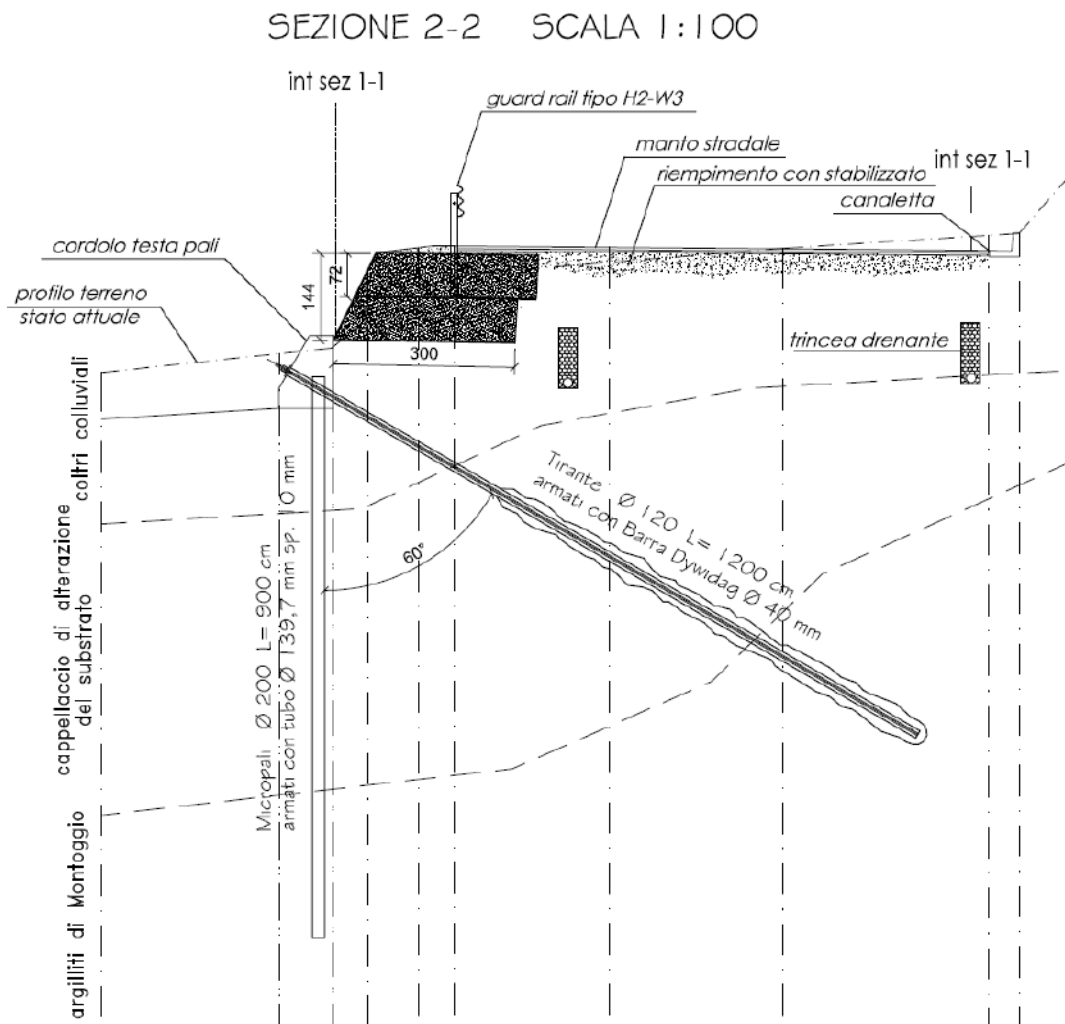 SEZIONE 2-2 SCALA 1:100
int sez 1-1
guard rail tipo H2-W3
manto stradale
int sez 1-1
riempimento con stabilizzato
canaletta
cordolo testa pali
profilo terreno
stato attuale
72
144
300
trincea drenante
coltri colluviali
cappellaccio di alterazione
del substrato
argilliti di Montoggio
Micropali Ø 200 L= 900 cm
armati con tubo Ø 139,7 mm sp. 10 mm
60°
Tirante Ø 120 L= 1200 cm
armati con Barra Dywidag Ø 40 mm